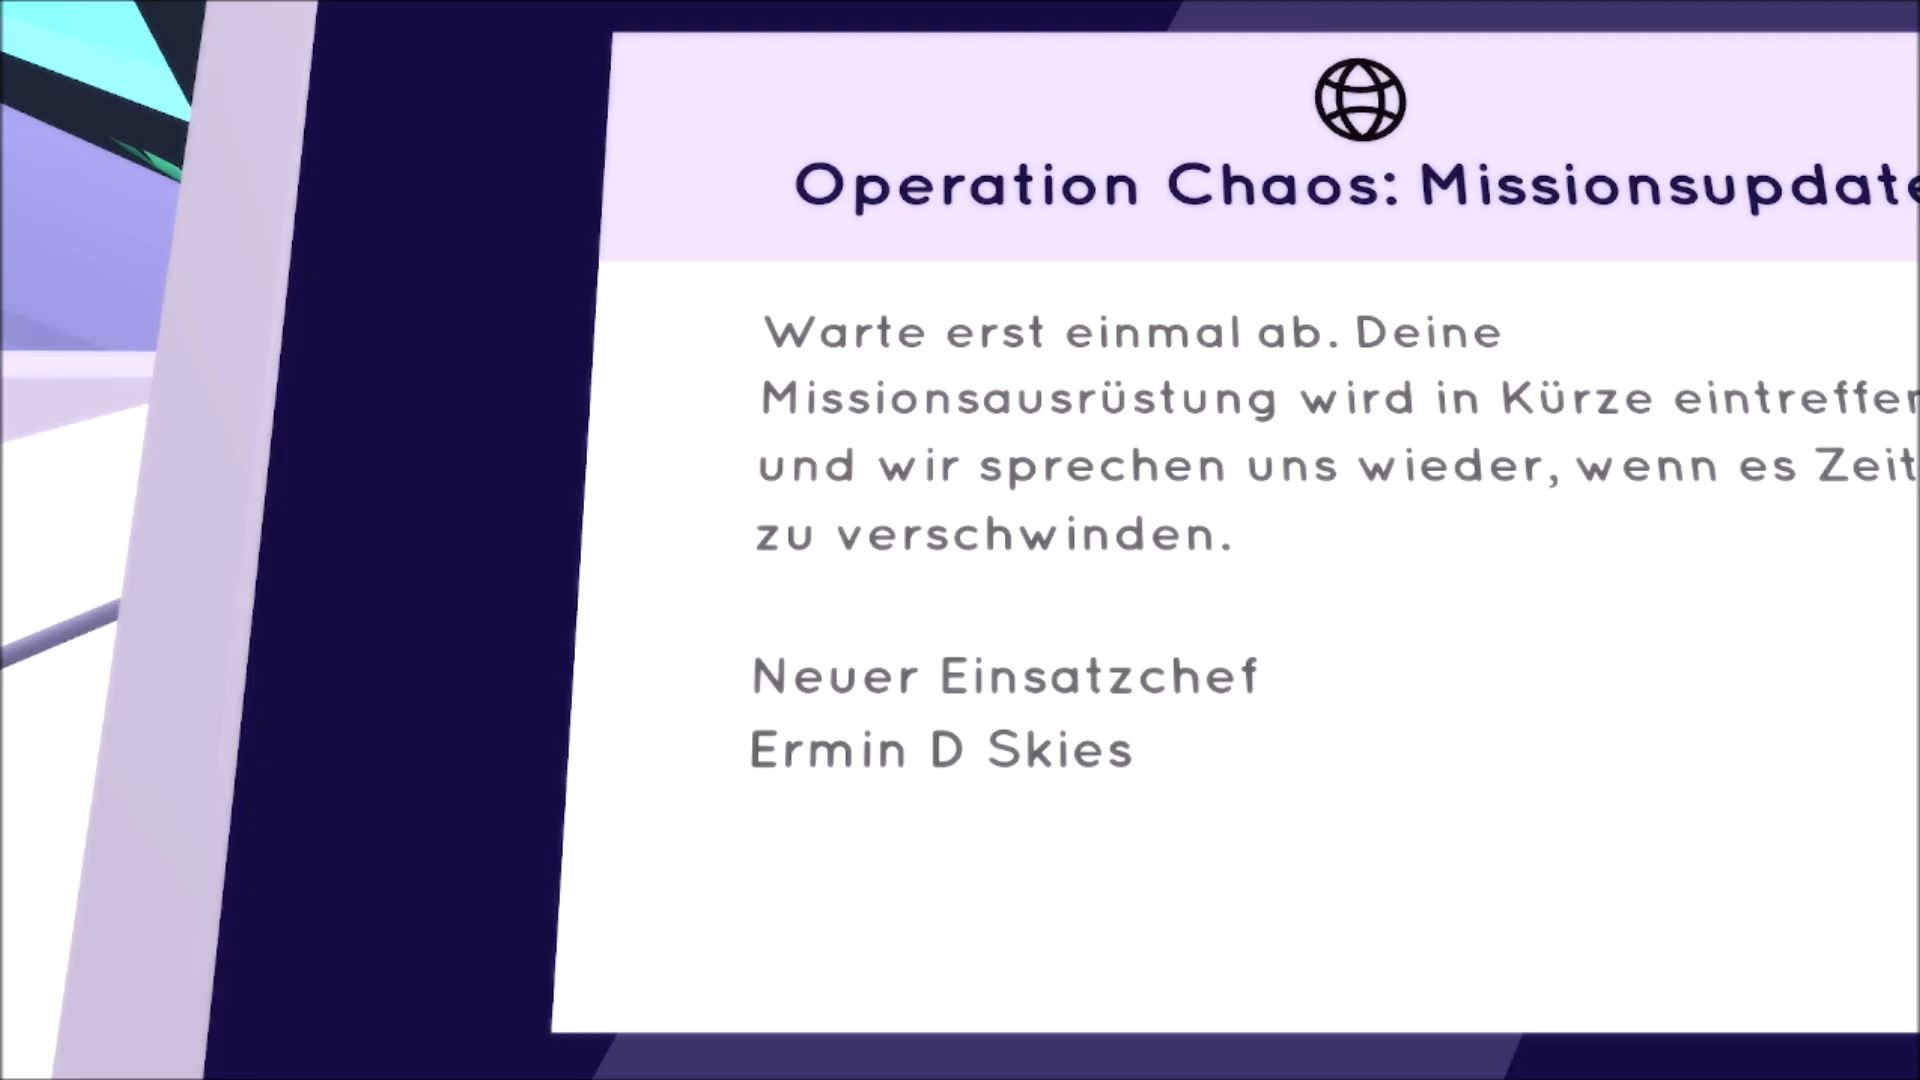 Operation Chaos: Missionsupdate
Warte erst einmal ab. Deine
Missionsausrüstung wird in Kürze eintreffen
und wir sprechen uns wieder, wenn es Zeit
zu verschwinden.
Neuer Einsatzchef
Ermin D Skies